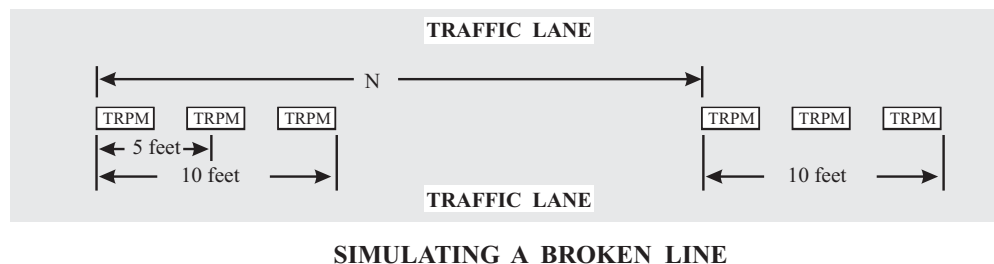 TRAFFIC LANE
N
TRPM TRPM TRPM TRPM TRPM TRPM
5 feet
10 feet 10 feet
TRAFFIC LANE
SIMULATING A BROKEN LINE